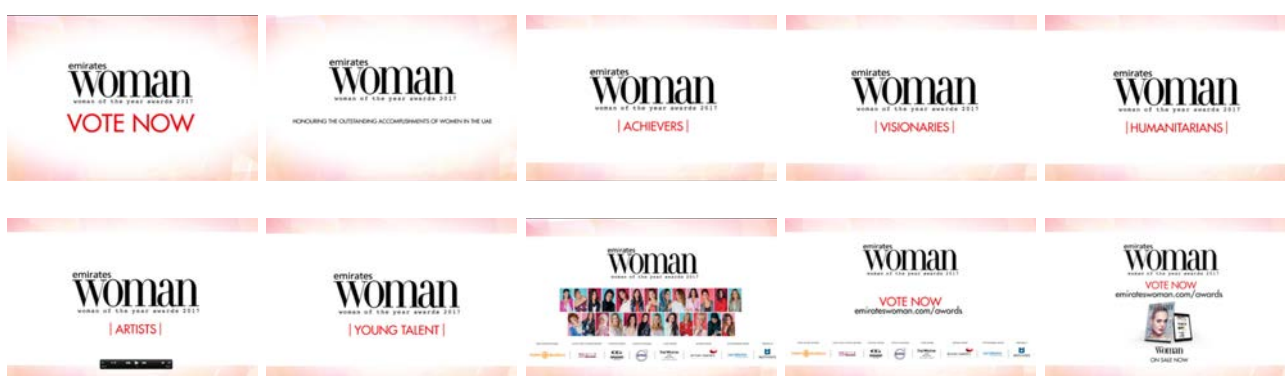 emirates
woman
woman of the year awards 2017
VOTE NOW
emirates
woman
woman of the year awards 2017
HONOURING THE OUTSTANDING ACCOMPLISHMENTS OF WOMEN IN THE UAE
emirates
woman
woman of the year awards 2017
| ACHIEVERS |
emirates
woman
woman of the year awards 2017
| VISIONARIES |
emirates
woman
woman of the year awards 2017
| HUMANITARIANS |
emirates
woman
woman of the year awards 2017
| ARTISTS |
emirates
woman
woman of the year awards 2017
| YOUNG TALENT |
emirates
woman
woman of the year awards 2017
emirates
woman
woman of the year awards 2017
VOTE NOW
emirateswoman.com/awards
emirates
woman
woman of the year awards 2017
VOTE NOW
emirateswoman.com/awards
woman
ON SALE NOW